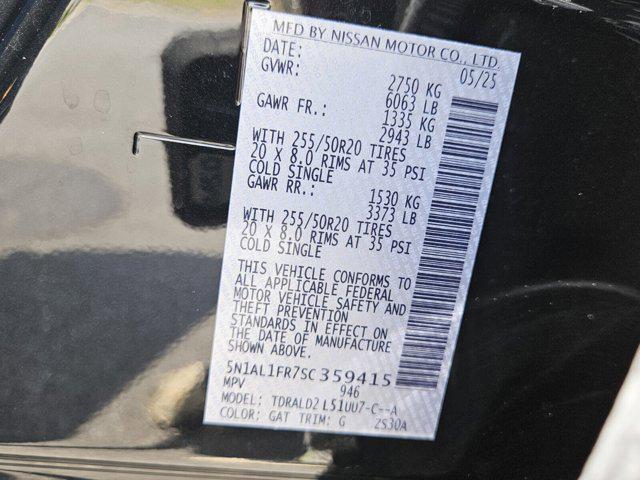 MFD BY NISSAN MOTOR CO., LTD.
DATE: 05/25
GVWR: 2750 KG
6063 LB
GAWR FR.: 1335 KG
2943 LB
WITH 255/50R20 TIRES
20 X 8.0 RIMS AT 35 PSI
COLD SINGLE
GAWR RR.: 1530 KG
3373 LB
WITH 255/50R20 TIRES
20 X 8.0 RIMS AT 35 PSI
COLD SINGLE
THIS VEHICLE CONFORMS TO
ALL APPLICABLE FEDERAL
MOTOR VEHICLE SAFETY AND
THEFT PREVENTION
STANDARDS IN EFFECT ON
THE DATE OF MANUFACTURE
SHOWN ABOVE.
5N1AL1FR7SC359415
MPV 946
MODEL: TDRALD2 L51UU7-C--A
COLOR: GAT TRIM: G 2S30A